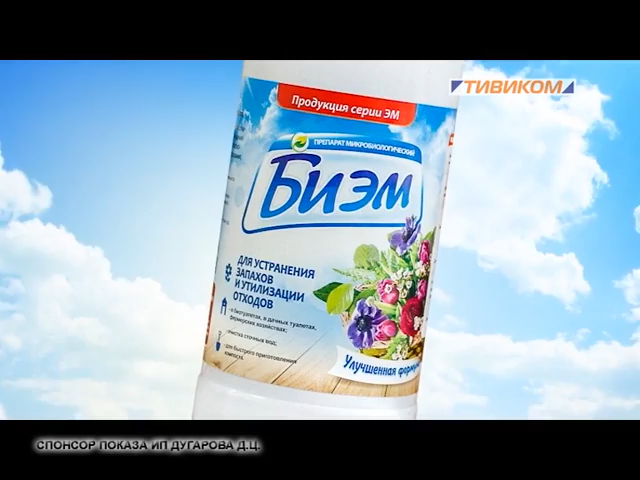 ТИВИКОМ
Продукция серии ЭМ
ПРЕПАРАТ МИКРОБИОЛОГИЧЕСКИЙ
БИЭМ
ДЛЯ УСТРАНЕНИЯ
ЗАПАХОВ
И УТИЛИЗАЦИИ
ОТХОДОВ
- в биотуалетах, в дачных туалетах,
фермерских хозяйствах;
- очистка сточных вод;
- для быстрого приготовления
компоста.
Улучшенная формула
СПОНСОР ПОКАЗА ИП ДУГАРОВА Д.Ц.